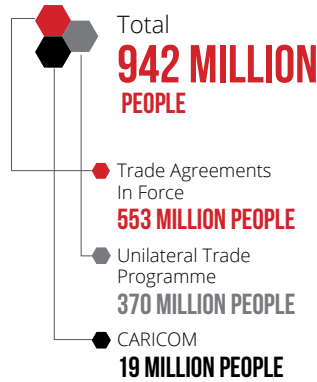 Total
942 MILLION
PEOPLE
Trade Agreements
In Force
553 MILLION PEOPLE
Unilateral Trade
Programme
370 MILLION PEOPLE
CARICOM
19 MILLION PEOPLE